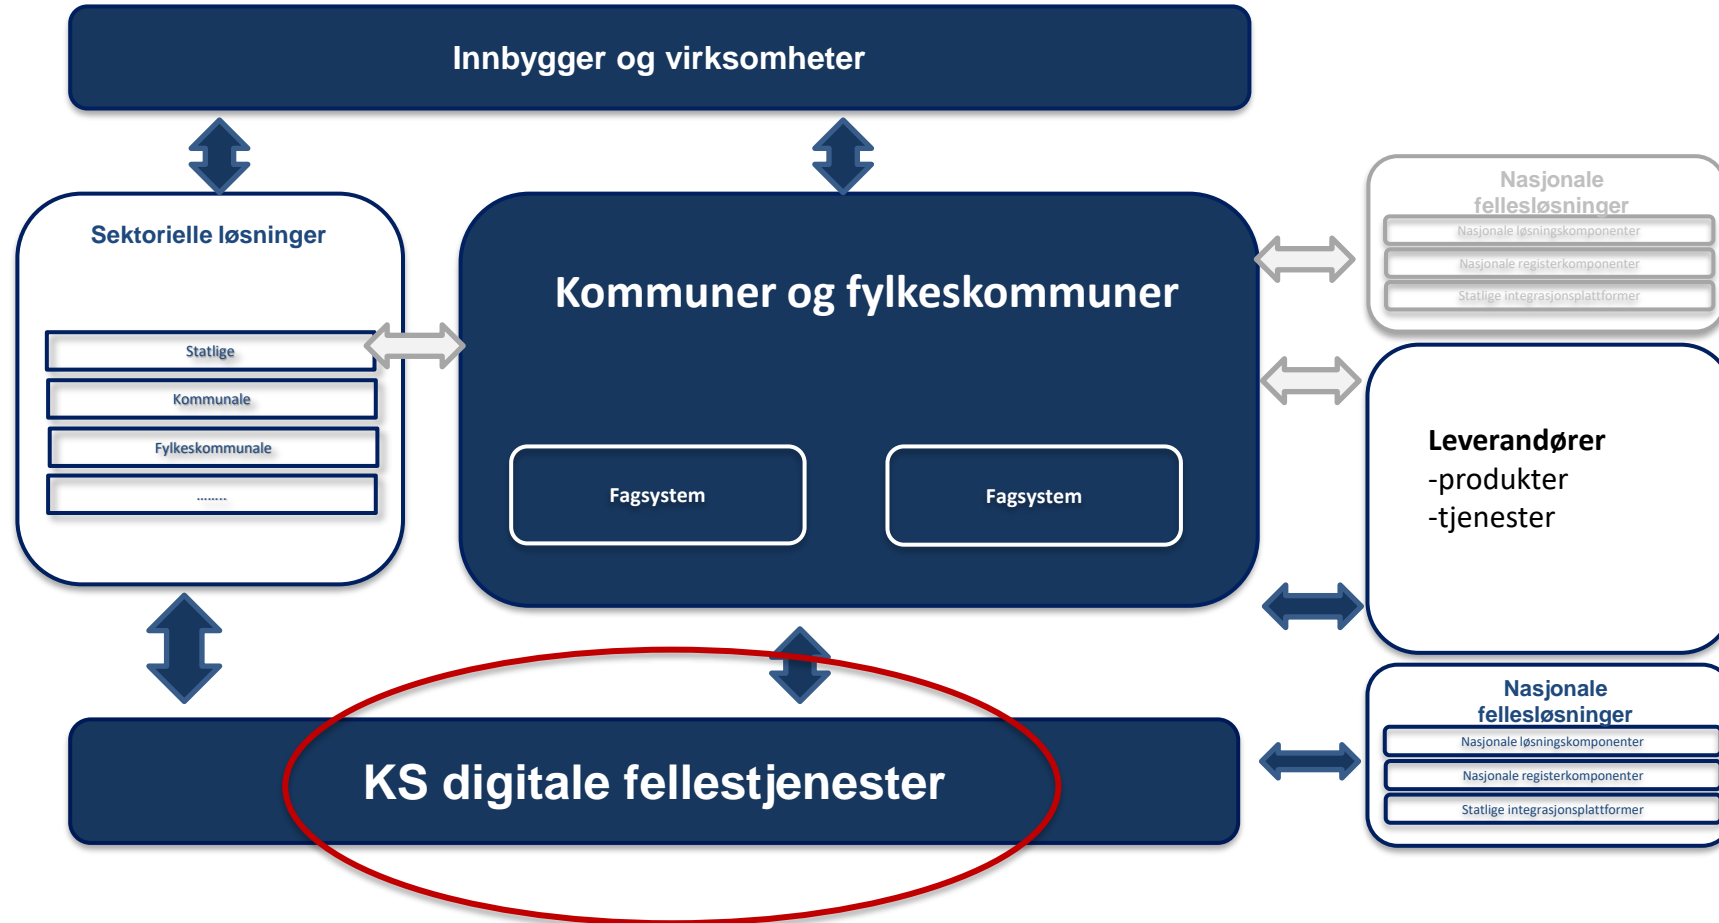 Innbygger og virksomheter
Sektorielle løsninger
Statlige
Kommunale
Fylkeskommunale
........
Kommuner og fylkeskommuner
Fagsystem
Fagsystem
Nasjonale
fellesløsninger
Nasjonale løsningskomponenter
Nasjonale registerkomponenter
Statlige integrasjonsplattformer
Leverandører
-produkter
-tjenester
KS digitale fellestjenester
Nasjonale
fellesløsninger
Nasjonale løsningskomponenter
Nasjonale registerkomponenter
Statlige integrasjonsplattformer